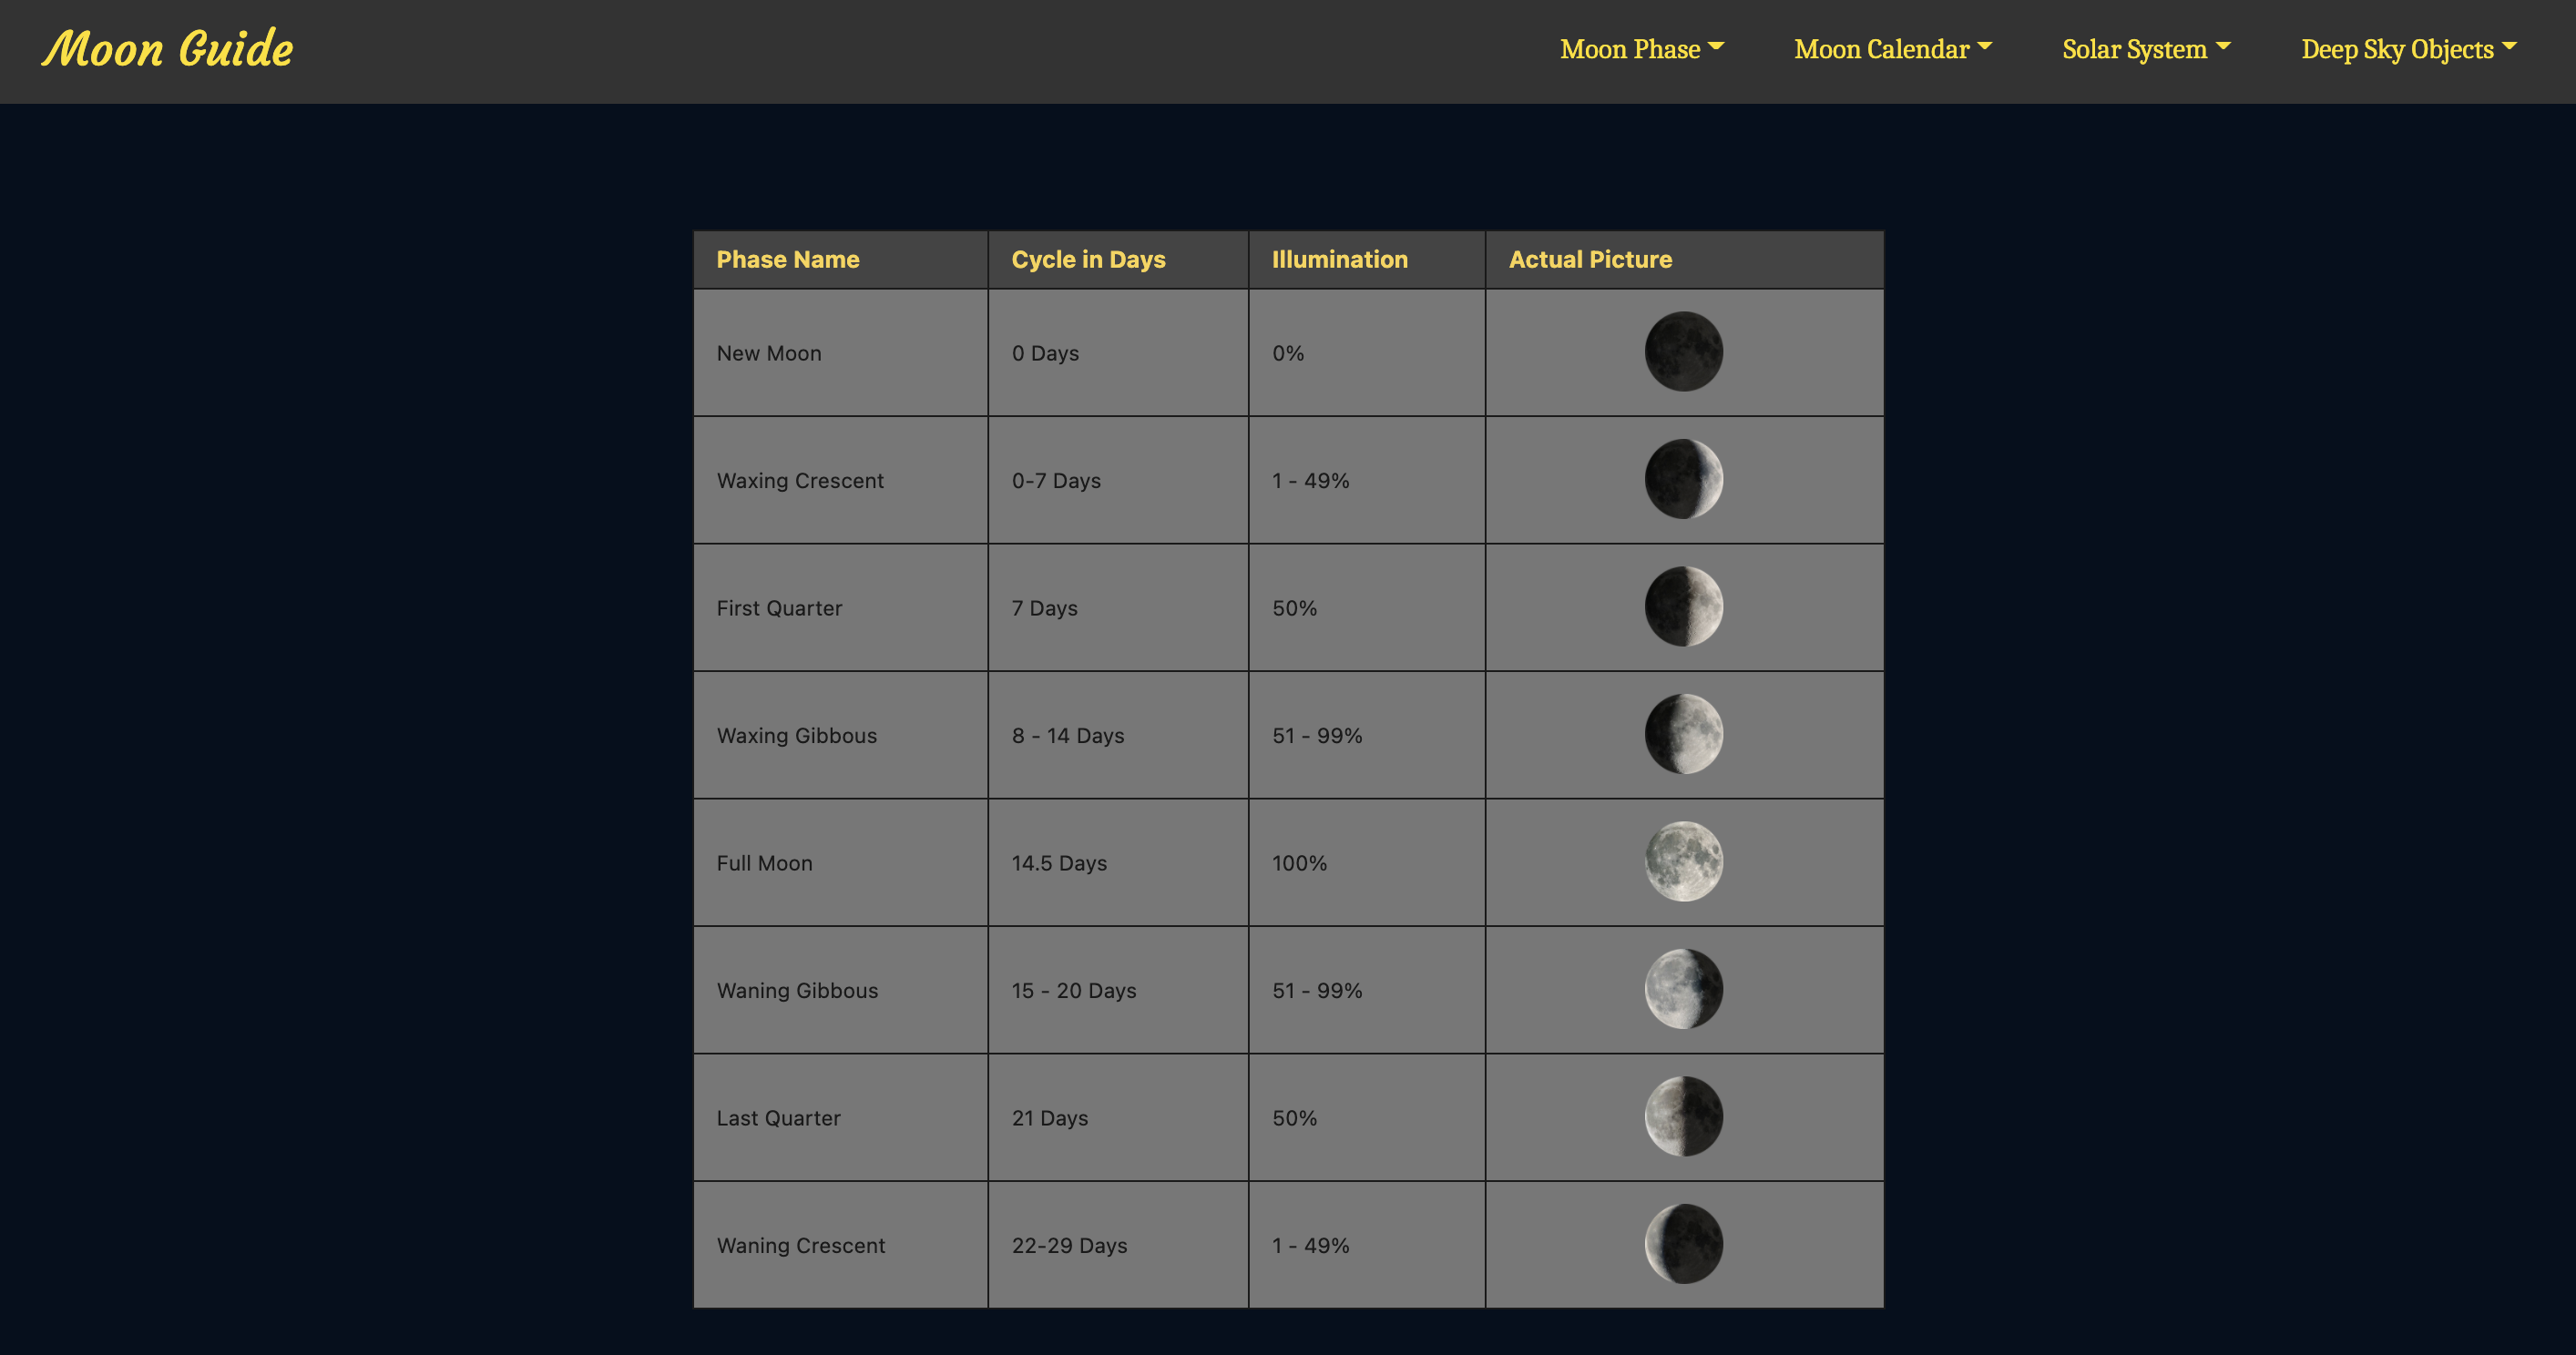 Moon Guide
Moon Phase Moon Calendar Solar System Deep Sky Objects
Phase Name Cycle in Days Illumination Actual Picture
New Moon 0 Days 0%
Waxing Crescent 0-7 Days 1 - 49%
First Quarter 7 Days 50%
Waxing Gibbous 8 - 14 Days 51 - 99%
Full Moon 14.5 Days 100%
Waning Gibbous 15 - 20 Days 51 - 99%
Last Quarter 21 Days 50%
Waning Crescent 22-29 Days 1 - 49%